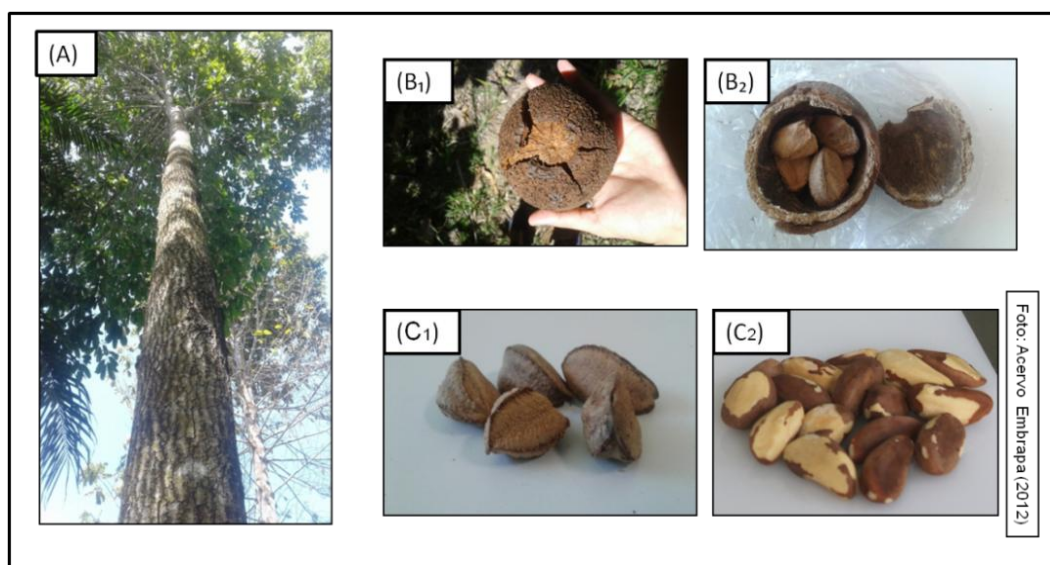 (A)
(B₁)
(B₂)
(C₁)
(C2)
Foto: Acervo Embrapa (2012)